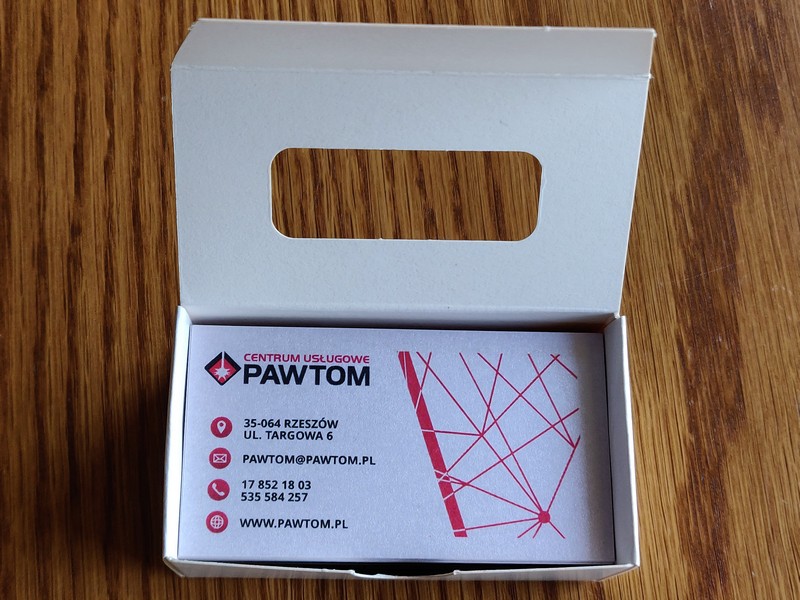 CENTRUM USŁUGOWE
PAWTOM
35-064 RZESZÓW
UL. TARGOWA 6
PAWTOM@PAWTOM.PL
17 852 18 03
535 584 257
WWW.PAWTOM.PL